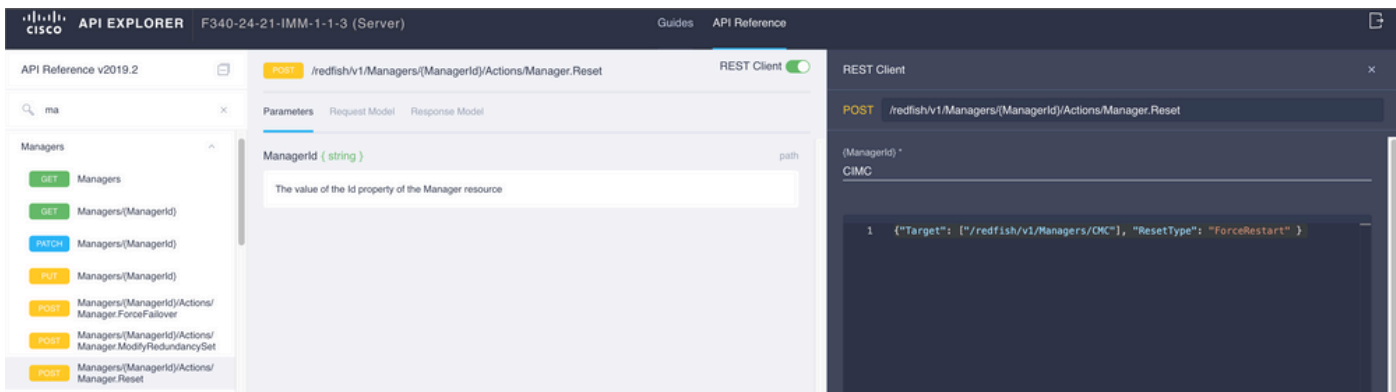 CISCO API EXPLORER F340-24-21-IMM-1-1-3 (Server) Guides API Reference
API Reference v2019.2
ma
Managers
GET Managers
GET Managers/{ManagerId}
PATCH Managers/{ManagerId}
PUT Managers/{ManagerId}
POST Managers/{ManagerId}/Actions/
Manager.ForceFailover
POST Managers/{ManagerId}/Actions/
Manager.ModifyRedundancySet
POST Managers/{ManagerId}/Actions/
Manager.Reset
POST /redfish/v1/Managers/{ManagerId}/Actions/Manager.Reset REST Client
Parameters Request Model Response Model
ManagerId ( string ) path
The value of the Id property of the Manager resource
REST Client ×
POST /redfish/v1/Managers/{ManagerId}/Actions/Manager.Reset
{ManagerId} *
CIMC
1 {"Target": ["/redfish/v1/Managers/CMC"], "ResetType": "ForceRestart" }